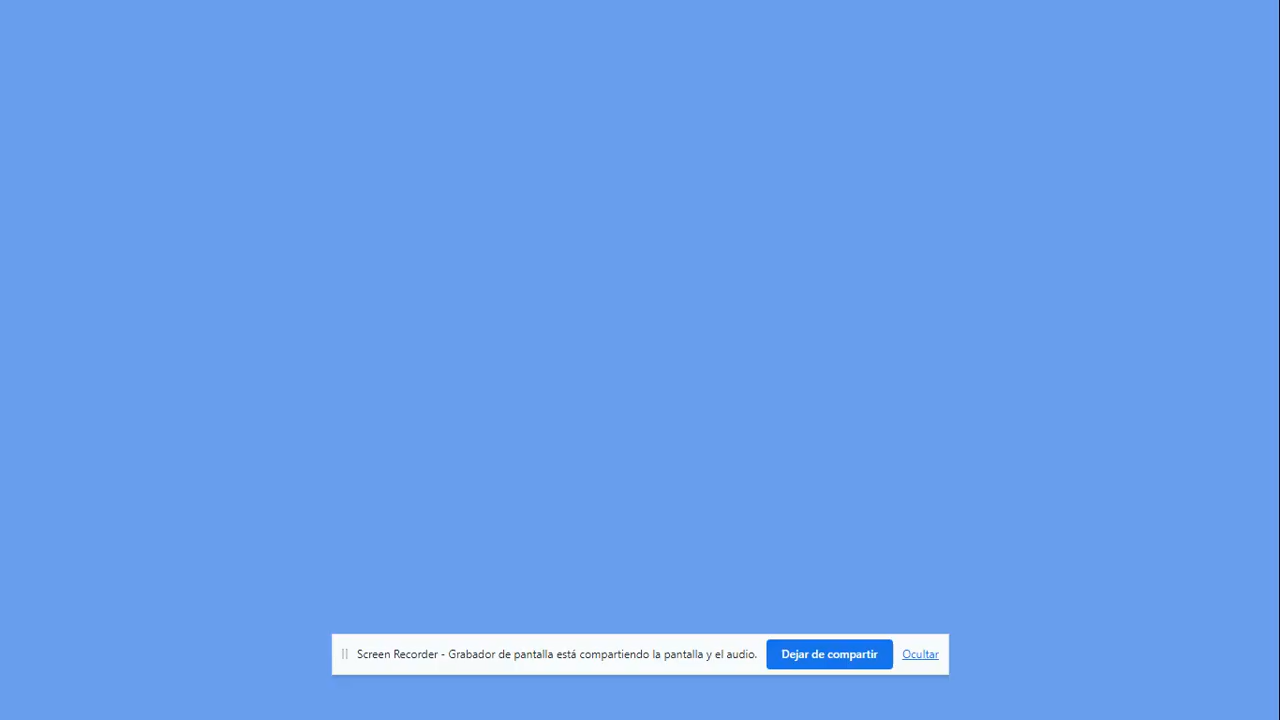 Screen Recorder - Grabador de pantalla está compartiendo la pantalla y el audio. Dejar de compartir Ocultar